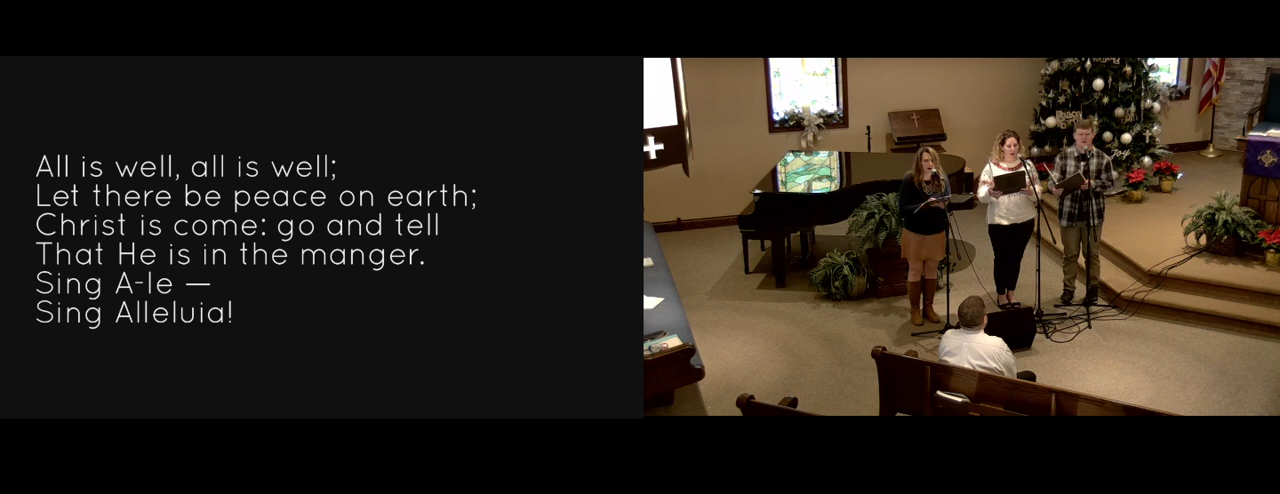 All is well, all is well;
Let there be peace on earth;
Christ is come: go and tell
That He is in the manger.
Sing A-le —
Sing Alleluia!
Joy